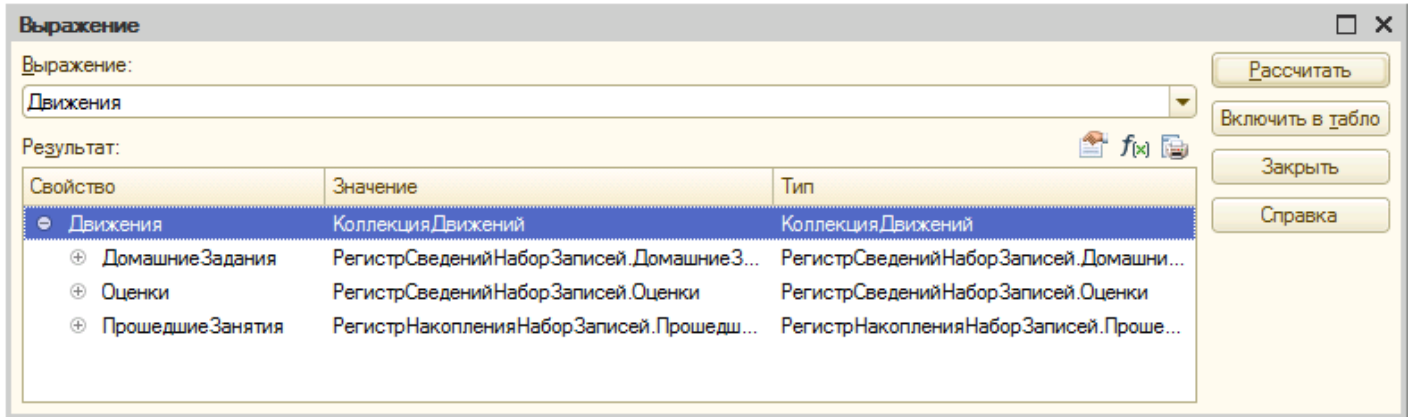 Выражение
Выражение:
Рассчитать
Движения
Включить в табло
Результат:
f(x)
Закрыть
Свойство Значение Тип
Справка
Движения КоллекцияДвижений КоллекцияДвижений
ДомашниеЗадания РегистрСведенийНаборЗаписей.ДомашниеЗ... РегистрСведенийНаборЗаписей.Домашни...
Оценки РегистрСведенийНаборЗаписей.Оценки РегистрСведенийНаборЗаписей.Оценки
ПрошедшиеЗанятия РегистрНакопленияНаборЗаписей.Прошедш... РегистрНакопленияНаборЗаписей.Проше...